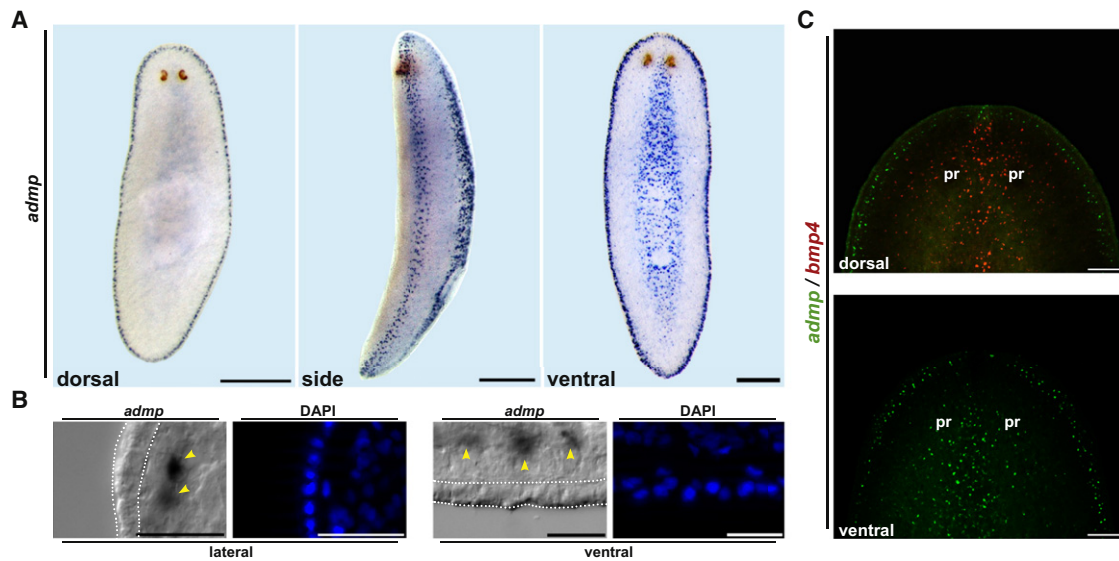 A
admp
dorsal
side
ventral
B
admp
DAPI
lateral
admp
DAPI
ventral
C
admp / bmp4
pr
pr
dorsal
pr
pr
ventral